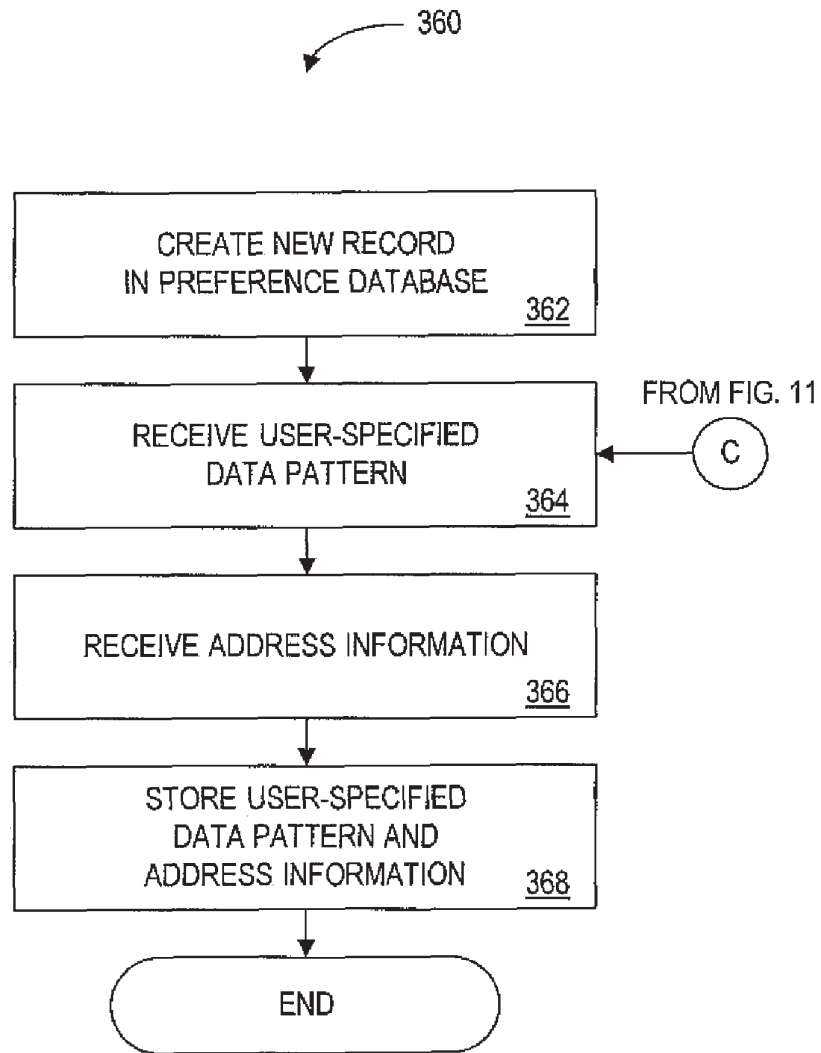 360
CREATE NEW RECORD
IN PREFERENCE DATABASE
362
FROM FIG. 11
RECEIVE USER-SPECIFIED
DATA PATTERN
364
C
RECEIVE ADDRESS INFORMATION
366
STORE USER-SPECIFIED
DATA PATTERN AND
ADDRESS INFORMATION
368
END